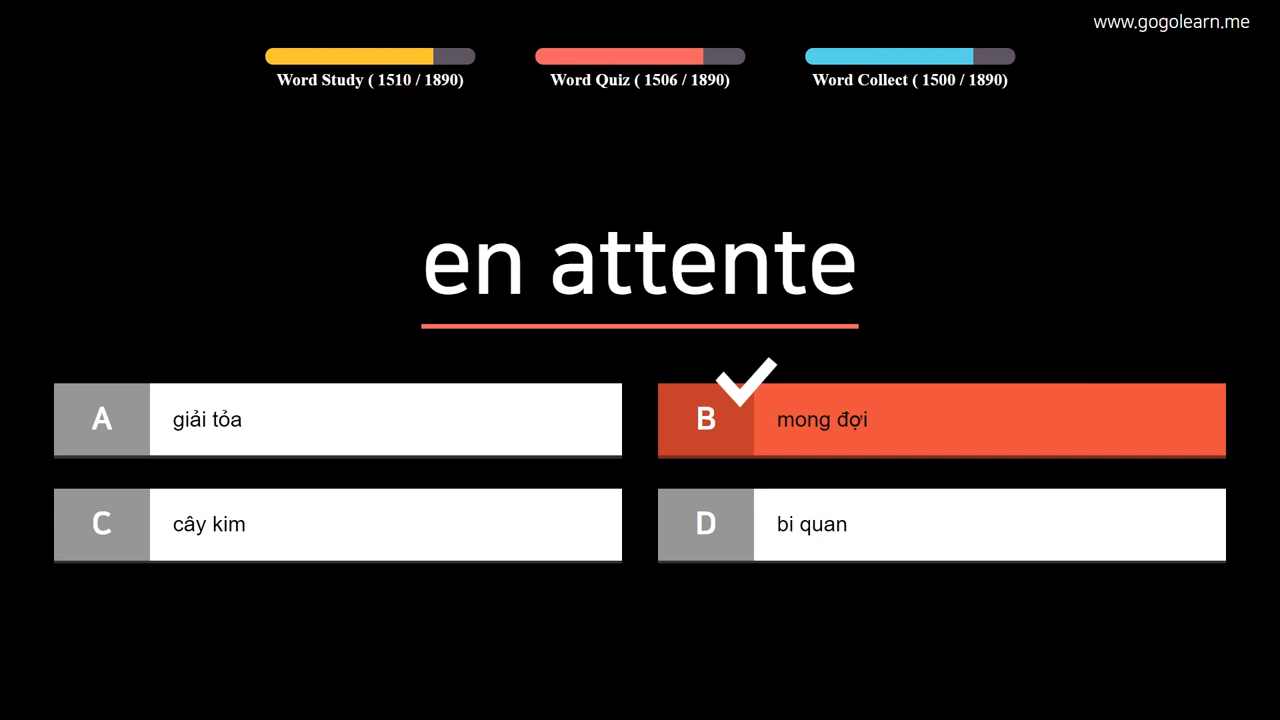 www.gogolearn.me
Word Study ( 1510 / 1890)
Word Quiz ( 1506 / 1890)
Word Collect ( 1500 / 1890)
en attente
A giải tỏa
B mong đợi
C cây kim
D bi quan